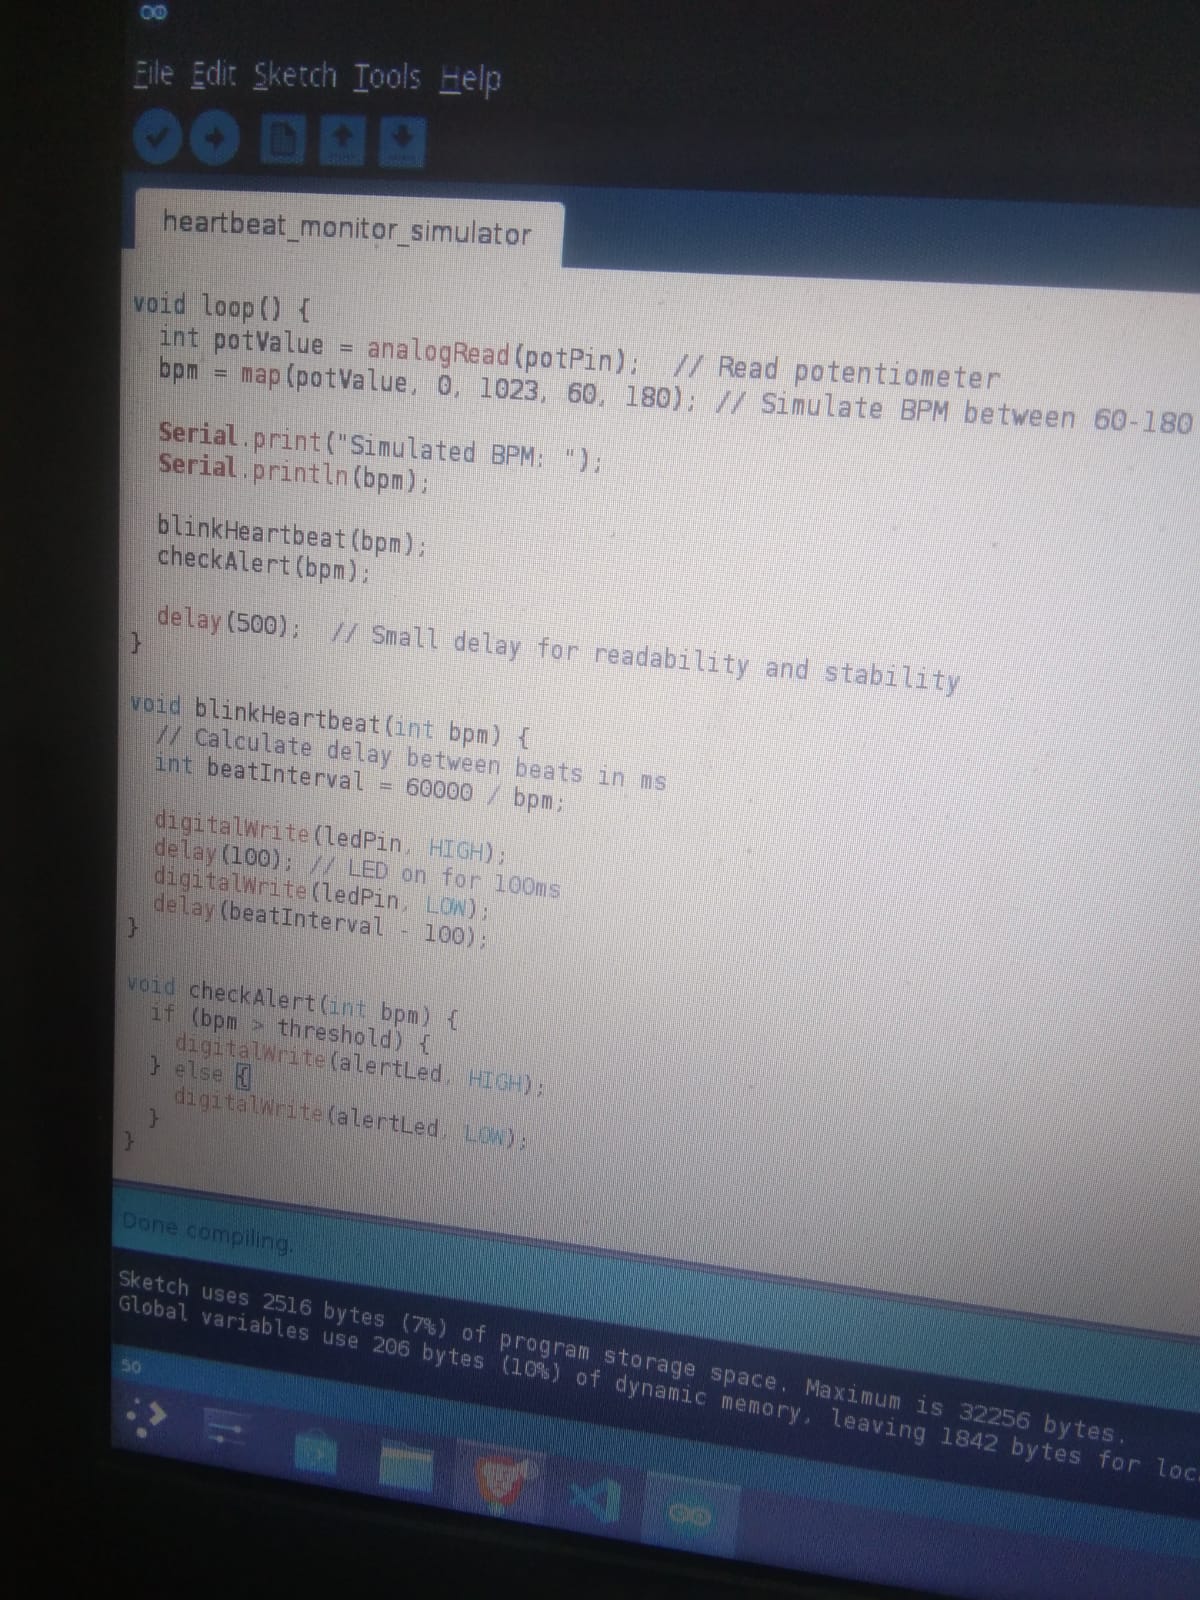 File Edit Sketch Tools Help
heartbeat_monitor_simulator
void loop() {
  int potValue = analogRead(potPin);  // Read potentiometer
  bpm = map(potValue, 0, 1023, 60, 180); // Simulate BPM between 60-180

  Serial.print("Simulated BPM: ");
  Serial.println(bpm);

  blinkHeartbeat(bpm);
  checkAlert(bpm);

  delay(500);  // Small delay for readability and stability
}

void blinkHeartbeat(int bpm) {
  // Calculate delay between beats in ms
  int beatInterval = 60000 / bpm;

  digitalWrite(ledPin, HIGH);
  delay(100); // LED on for 100ms
  digitalWrite(ledPin, LOW);
  delay(beatInterval - 100);
}

void checkAlert(int bpm) {
  if (bpm > threshold) {
    digitalWrite(alertLed, HIGH);
  } else {
    digitalWrite(alertLed, LOW);
  }
}
Done compiling.
Sketch uses 2516 bytes (7%) of program storage space. Maximum is 32256 bytes.
Global variables use 206 bytes (10%) of dynamic memory, leaving 1842 bytes for loc
50